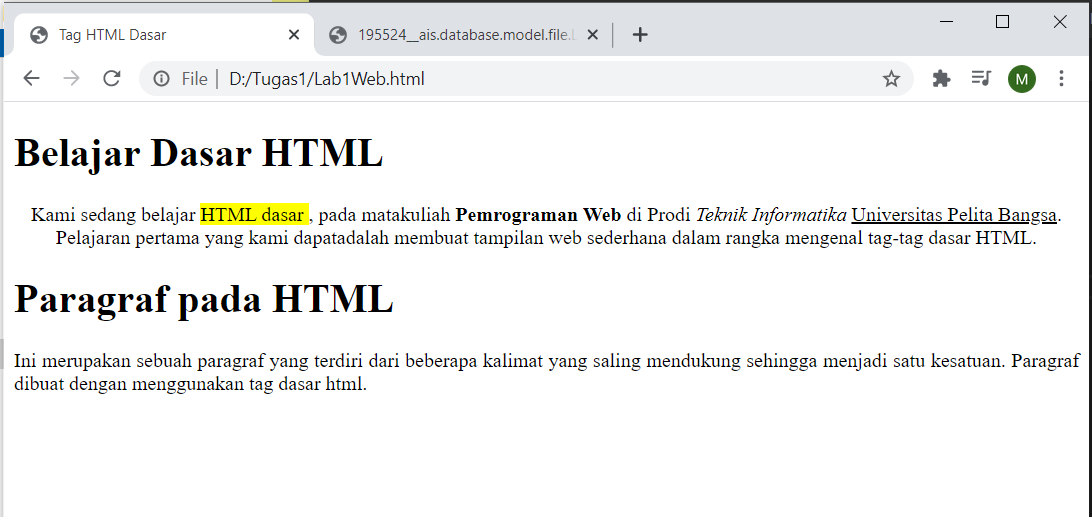 Tag HTML Dasar
195524__ais.database.model.file.
File | D:/Tugas1/Lab1Web.html
M
Belajar Dasar HTML
Kami sedang belajar HTML dasar , pada matakuliah Pemrograman Web di Prodi Teknik Informatika Universitas Pelita Bangsa.
Pelajaran pertama yang kami dapatadalah membuat tampilan web sederhana dalam rangka mengenal tag-tag dasar HTML.
Paragraf pada HTML
Ini merupakan sebuah paragraf yang terdiri dari beberapa kalimat yang saling mendukung sehingga menjadi satu kesatuan. Paragraf
dibuat dengan menggunakan tag dasar html.